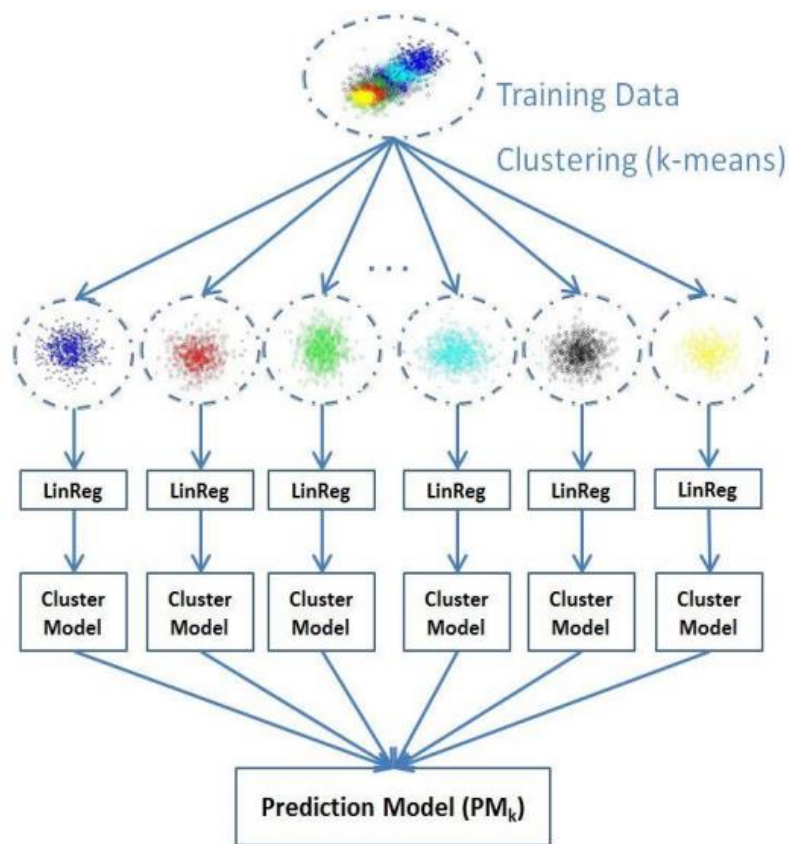 Training Data
Clustering (k-means)
...
LinReg LinReg LinReg LinReg LinReg LinReg
Cluster Model
Cluster Model
Cluster Model
Cluster Model
Cluster Model
Cluster Model
Prediction Model (PMk)